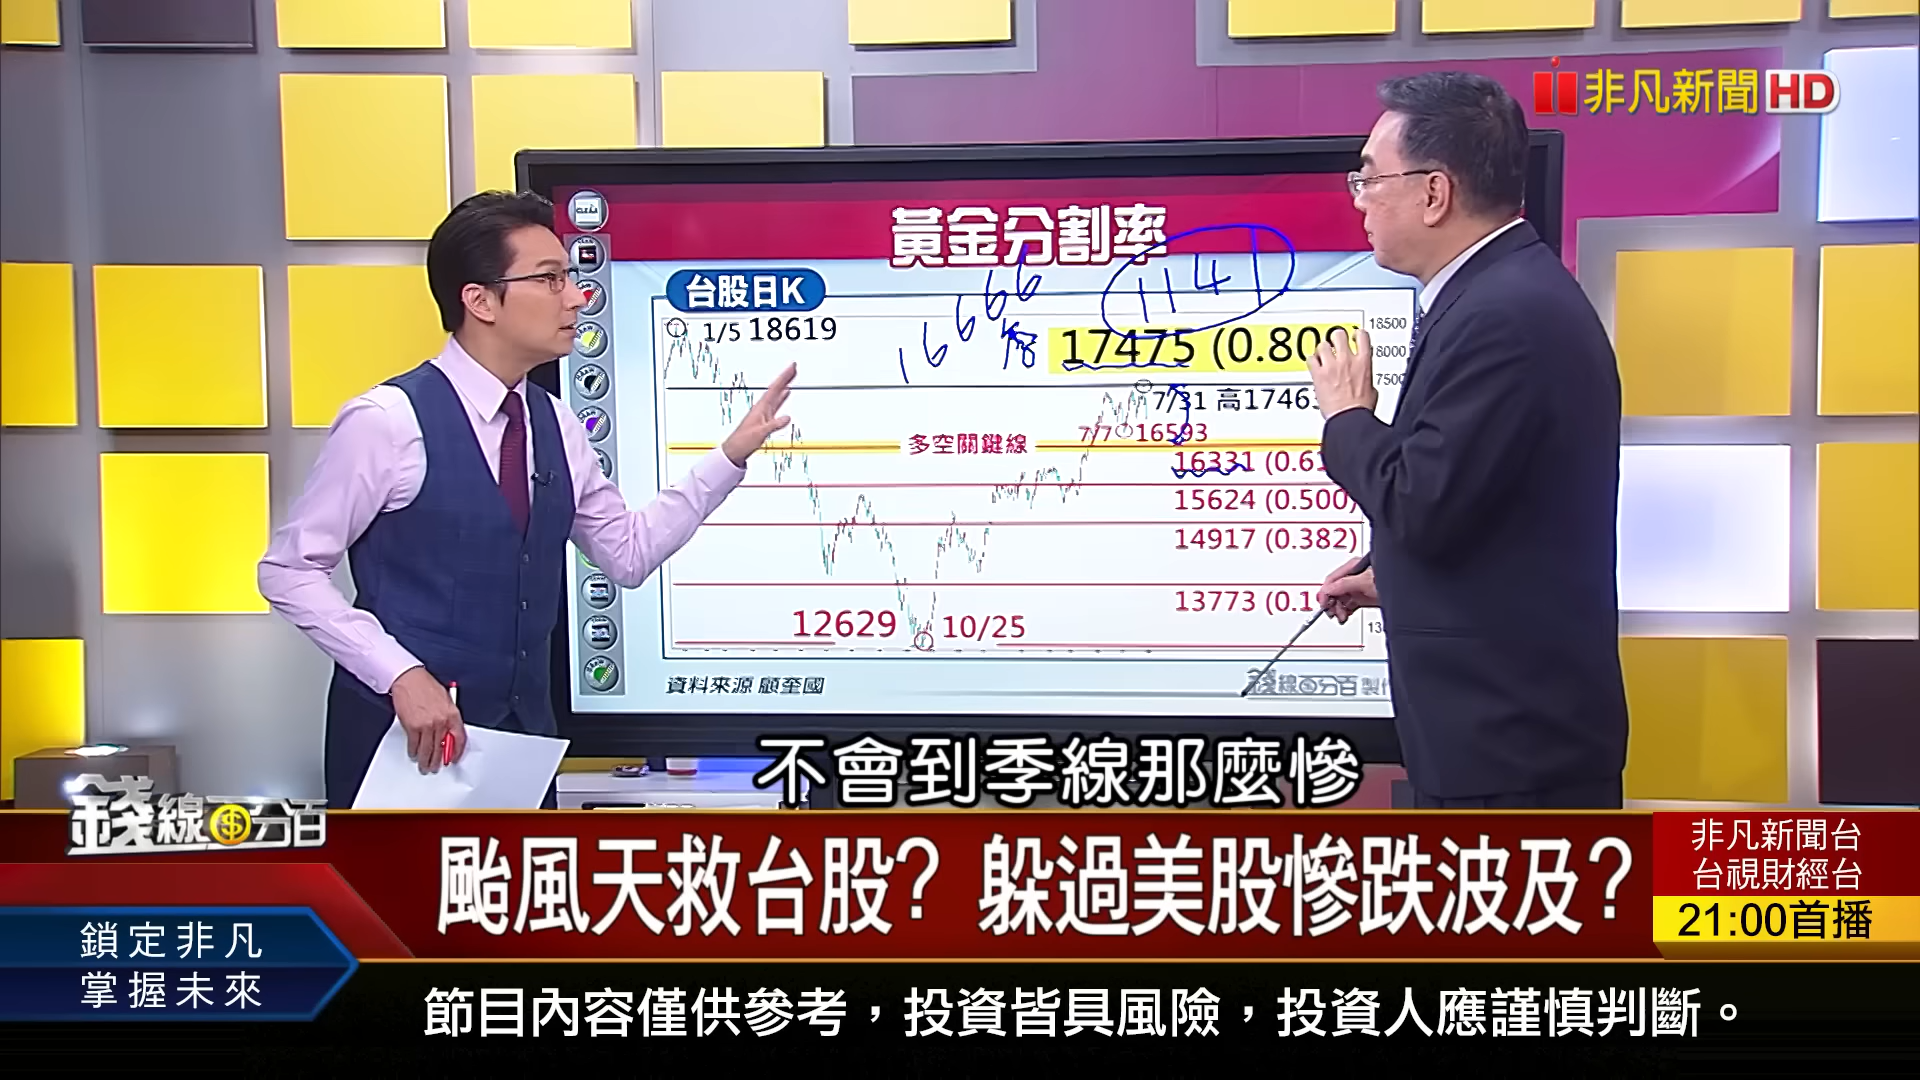 非凡新聞HD
黃金分割率
台股日K
1/5 18619
16666
1141
17475 (0.809)
18500
18000
7500
7/31 高1746
7/7 16593
多空關鍵線
16331 (0.61
15624 (0.500)
14917 (0.382)
13773 (0.1
12629
10/25
資料來源 顧奎國
錢線百分百 製作
不會到季線那麼慘
錢線百分百
颱風天救台股? 躲過美股慘跌波及?
非凡新聞台
台視財經台
21:00首播
鎖定非凡
掌握未來
節目內容僅供參考，投資皆具風險，投資人應謹慎判斷。